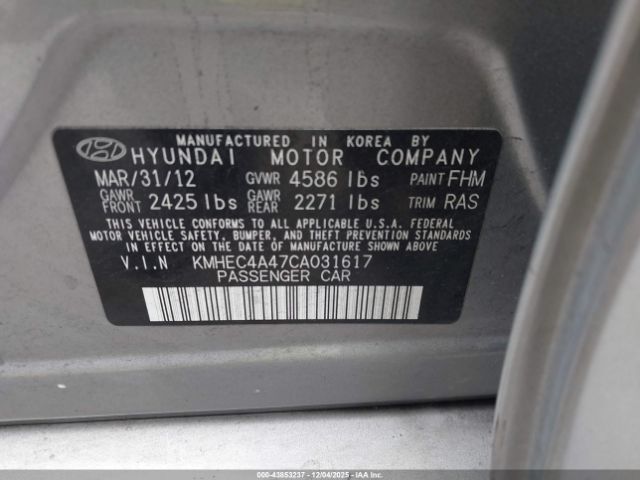 MANUFACTURED IN KOREA BY
HYUNDAI MOTOR COMPANY
MAR/31/12 GVWR 4586 lbs PAINT FHM
GAWR FRONT 2425 lbs GAWR REAR 2271 lbs TRIM RAS
THIS VEHICLE CONFORMS TO ALL APPLICABLE U.S.A. FEDERAL
MOTOR VEHICLE SAFETY, BUMPER, AND THEFT PREVENTION
STANDARDS IN EFFECT ON THE DATE OF MANUFACTURE SHOWN ABOVE
V.I.N KMHEC4A47CA031617
PASSENGER CAR
000-43853237 - 12/04/2025 - IAAI.COM